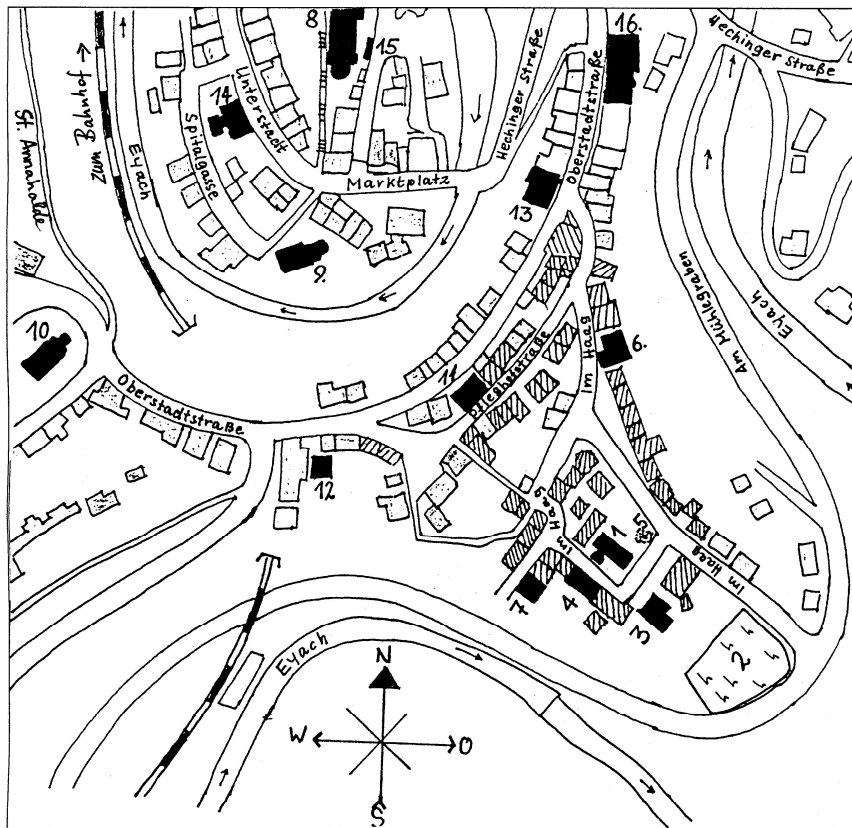 8
15
16.
Hechinger Straße
Hechinger Straße
zum Bahnhof →
St. Annahalde
Eyach
14
Unterstadt
Spitalgasse
Marktplatz
Oberstadtstraße
13
9.
10
Am Mühlegraben
Eyach
6.
Im Haag
11
Pfleghofstraße
Oberstadtstraße
12
Im Haag
1
5
Im Haag
7
4
3
2
Eyach
N
W
O
S